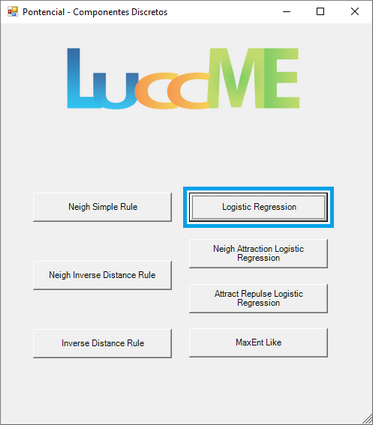 Pontencial - Componentes Discretos
LuccME
Neigh Simple Rule
Logistic Regression
Neigh Attraction Logistic
Regression
Neigh Inverse Distance Rule
Attract Repulse Logistic
Regression
Inverse Distance Rule
MaxEnt Like